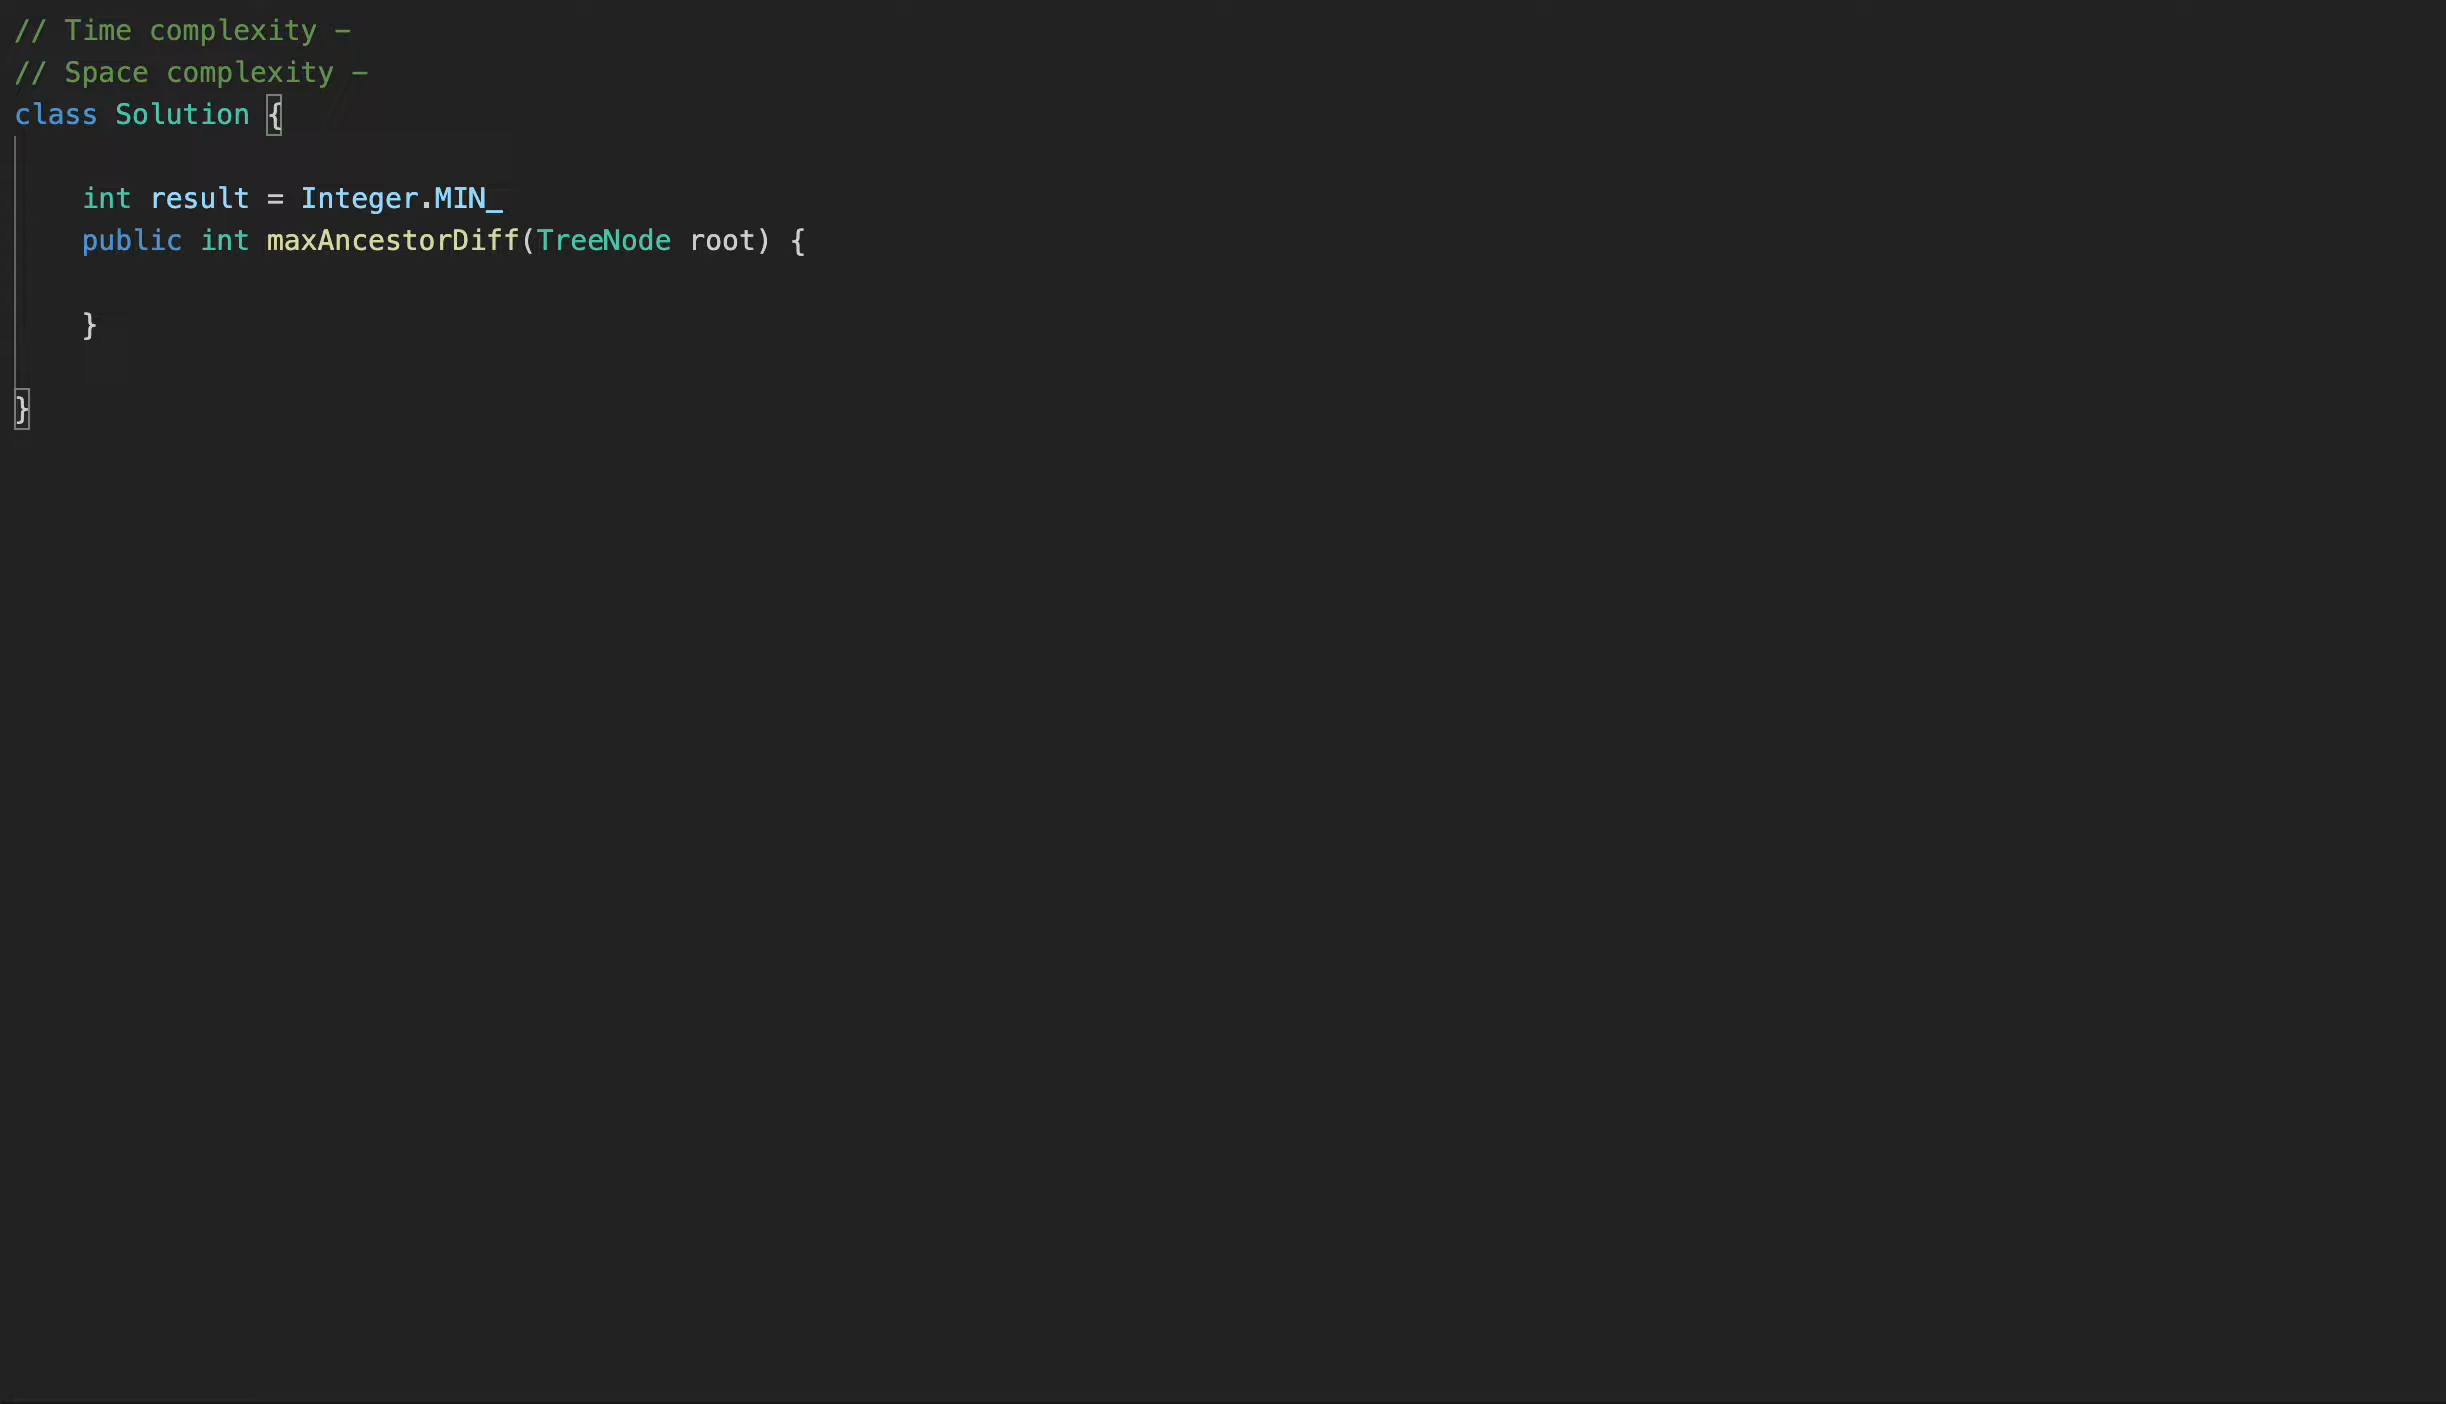 // Time complexity –
// Space complexity –
class Solution {
    int result = Integer.MIN_
    public int maxAncestorDiff(TreeNode root) {
    }
}